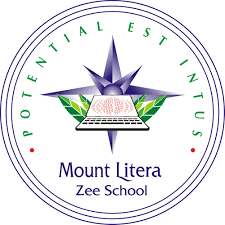 • POTENTIAL EST INTUS •
Mount Litera
Zee School